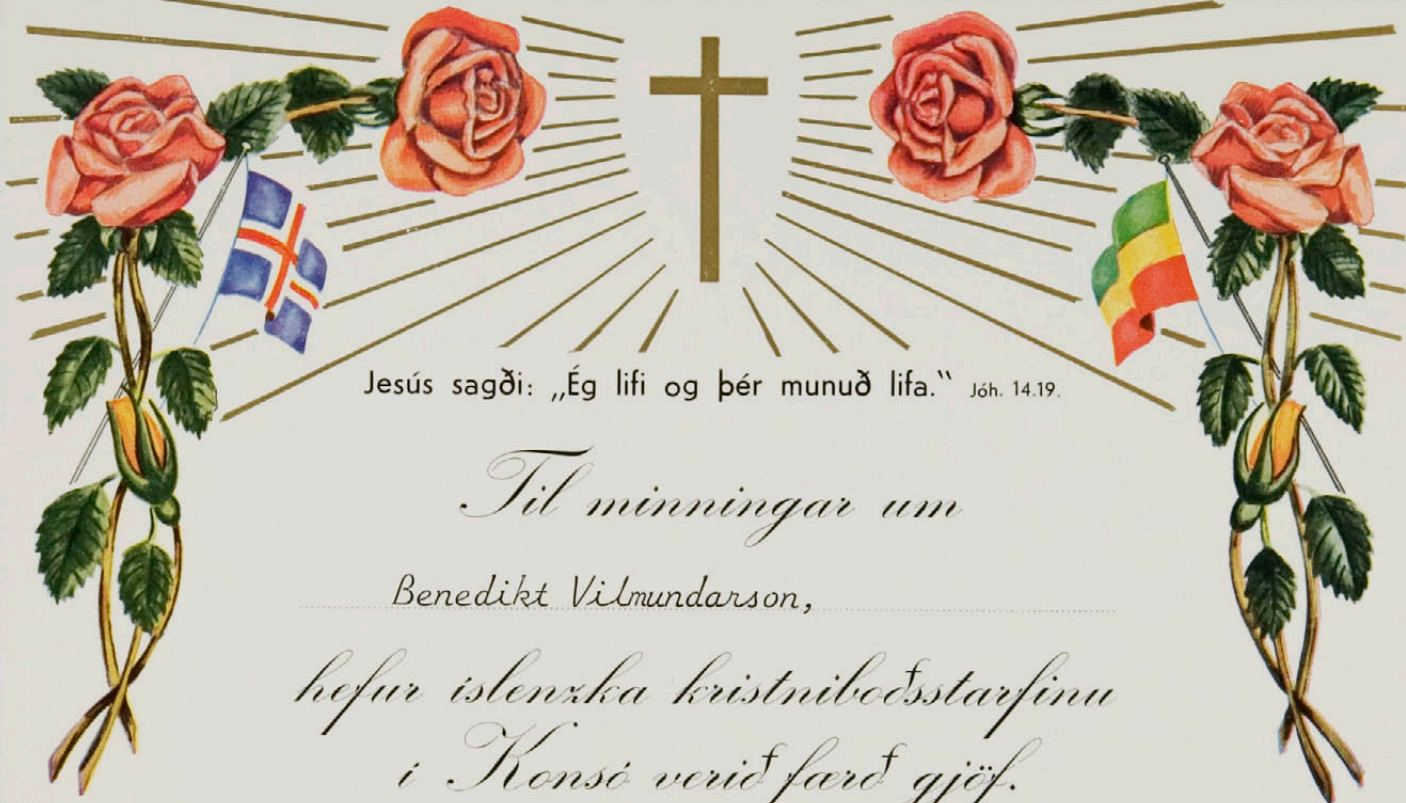 Jesús sagði: „Ég lifi og þér munuð lifa.“ Jóh. 14.19.
Til minningar um
Benedikt Vilmundarson,
hefur íslenzka kristniboðsstarfinu
í Konsó verið færð gjöf.